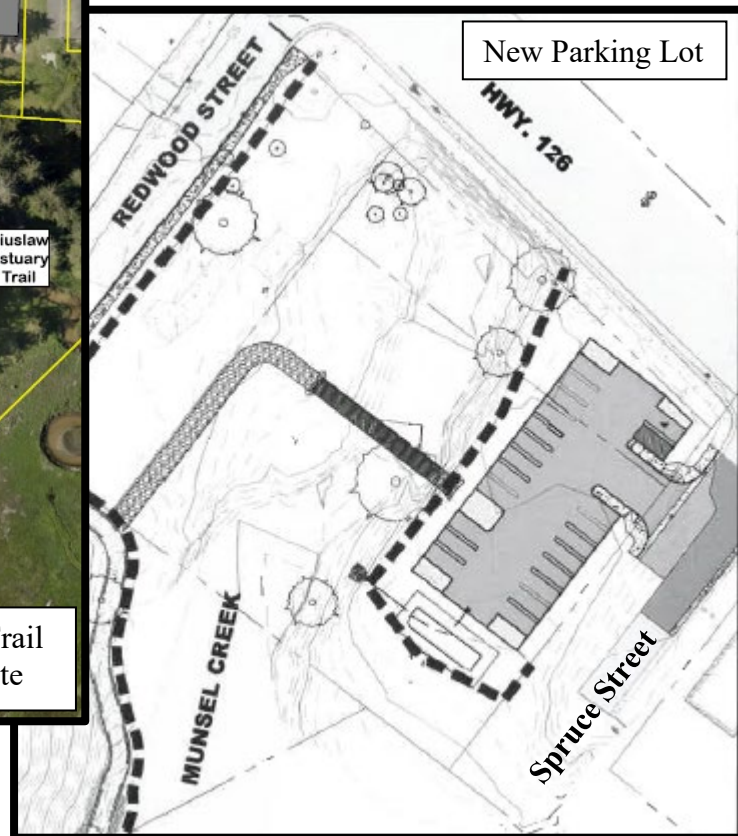 New Parking Lot
REDWOOD STREET
HWY. 126
iuslaw
stuary
Trail
MUNSEL CREEK
Spruce Street
rail
te